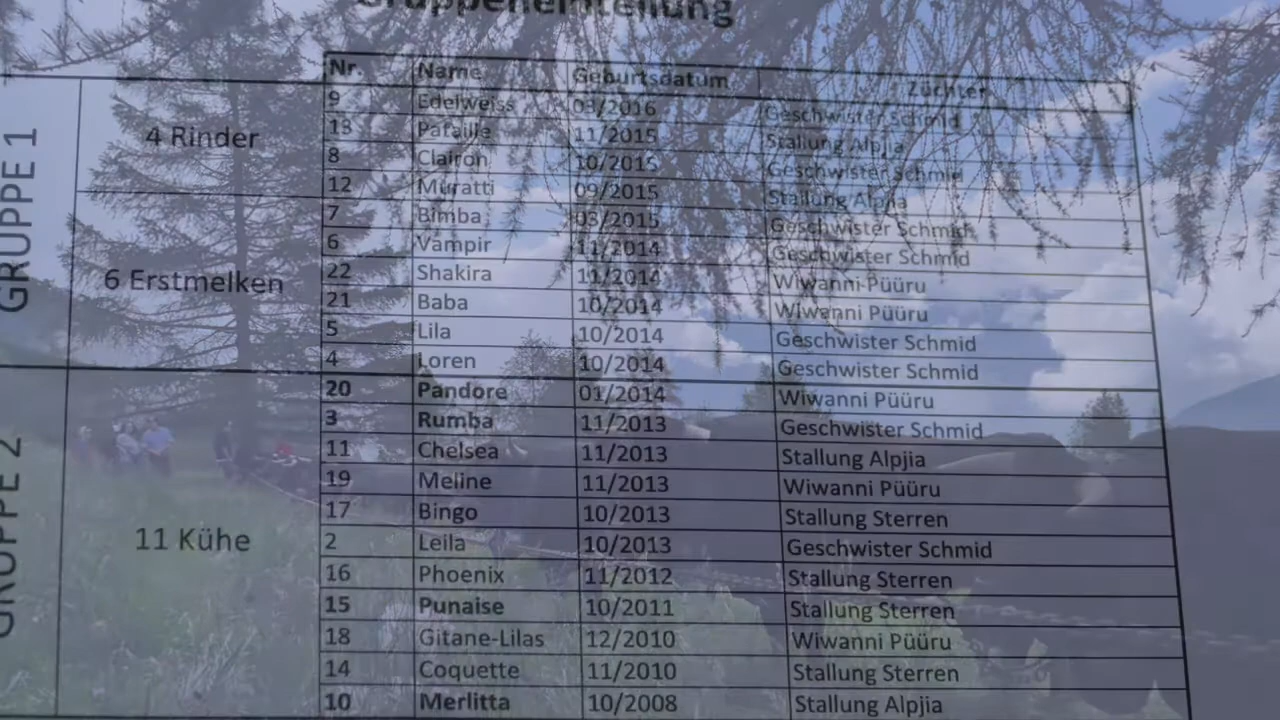 Gruppeneinteilung
Nr. Name Geburtsdatum Züchter
GRUPPE 1
4 Rinder
9 Edelweiss 03/2016 Geschwister Schmid
13 Pafaille 11/2015 Stallung Alpjia
8 Clairon 10/2015 Geschwister Schmid
12 Muratti 09/2015 Stallung Alpjia
6 Erstmelken
7 Bimba 03/2015 Geschwister Schmid
6 Vampir 11/2014 Geschwister Schmid
22 Shakira 11/2014 Wiwanni Püüru
21 Baba 10/2014 Wiwanni Püüru
5 Lila 10/2014 Geschwister Schmid
4 Loren 10/2014 Geschwister Schmid
GRUPPE 2
11 Kühe
20 Pandore 01/2014 Wiwanni Püüru
3 Rumba 11/2013 Geschwister Schmid
11 Chelsea 11/2013 Stallung Alpjia
19 Meline 11/2013 Wiwanni Püüru
17 Bingo 10/2013 Stallung Sterren
2 Leila 10/2013 Geschwister Schmid
16 Phoenix 11/2012 Stallung Sterren
15 Punaise 10/2011 Stallung Sterren
18 Gitane-Lilas 12/2010 Wiwanni Püüru
14 Coquette 11/2010 Stallung Sterren
10 Merlitta 10/2008 Stallung Alpjia